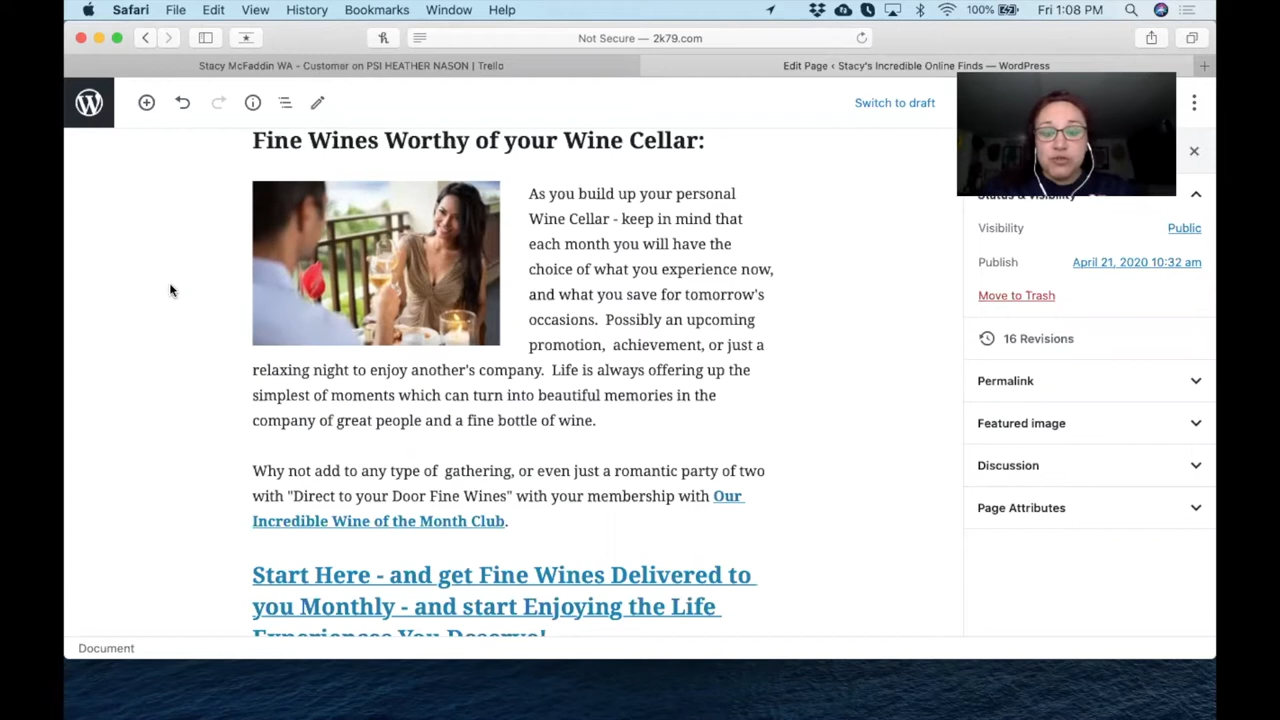 Safari File Edit View History Bookmarks Window Help 100% Fri 1:08 PM
Not Secure — 2k79.com
Stacy McFaddin WA - Customer on PSI HEATHER NASON | Trello
Edit Page ‹ Stacy's Incredible Online Finds — WordPress
Switch to draft
Fine Wines Worthy of your Wine Cellar:
As you build up your personal
Wine Cellar - keep in mind that
each month you will have the
choice of what you experience now,
and what you save for tomorrow's
occasions. Possibly an upcoming
promotion, achievement, or just a
relaxing night to enjoy another's company. Life is always offering up the
simplest of moments which can turn into beautiful memories in the
company of great people and a fine bottle of wine.
Why not add to any type of gathering, or even just a romantic party of two
with "Direct to your Door Fine Wines" with your membership with Our
Incredible Wine of the Month Club.
Start Here - and get Fine Wines Delivered to
you Monthly - and start Enjoying the Life
Experiences You Deserve!
Status & Visibility
Visibility Public
Publish April 21, 2020 10:32 am
Move to Trash
16 Revisions
Permalink
Featured image
Discussion
Page Attributes
Document